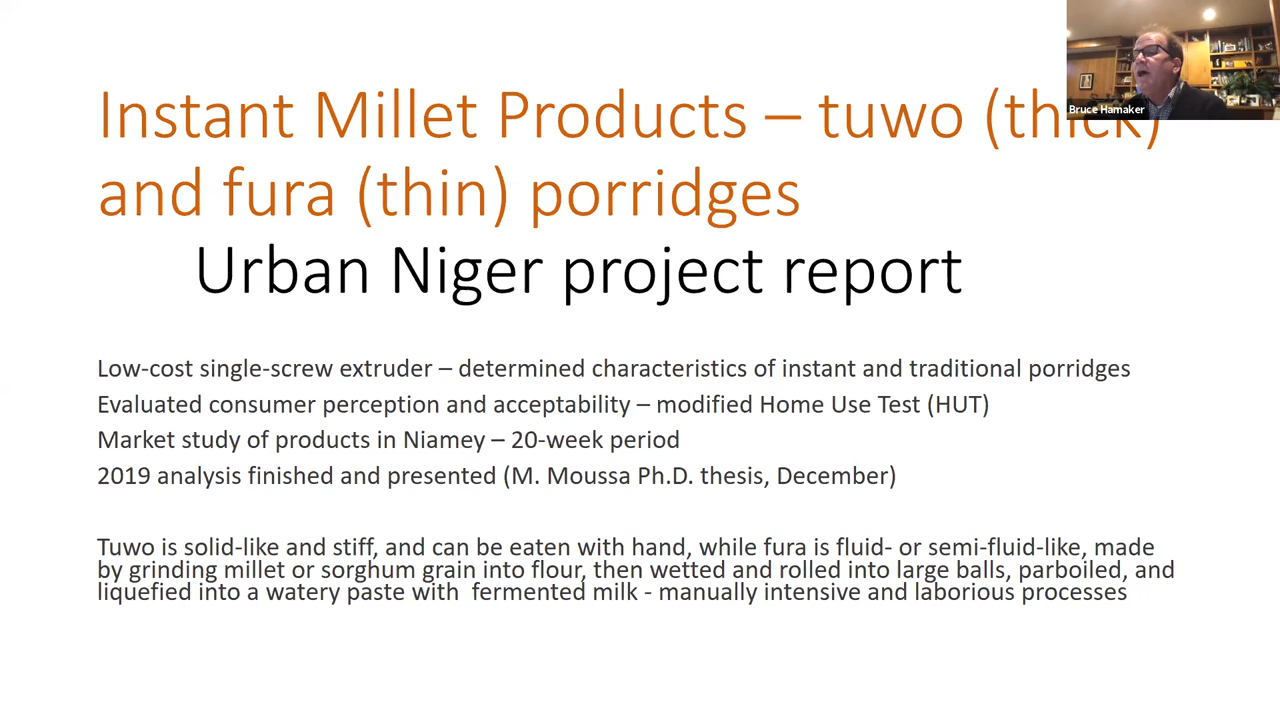 Instant Millet Products – tuwo (thick)
and fura (thin) porridges
Urban Niger project report
Bruce Hamaker
Low-cost single-screw extruder – determined characteristics of instant and traditional porridges
Evaluated consumer perception and acceptability – modified Home Use Test (HUT)
Market study of products in Niamey – 20-week period
2019 analysis finished and presented (M. Moussa Ph.D. thesis, December)
Tuwo is solid-like and stiff, and can be eaten with hand, while fura is fluid- or semi-fluid-like, made
by grinding millet or sorghum grain into flour, then wetted and rolled into large balls, parboiled, and
liquefied into a watery paste with fermented milk - manually intensive and laborious processes